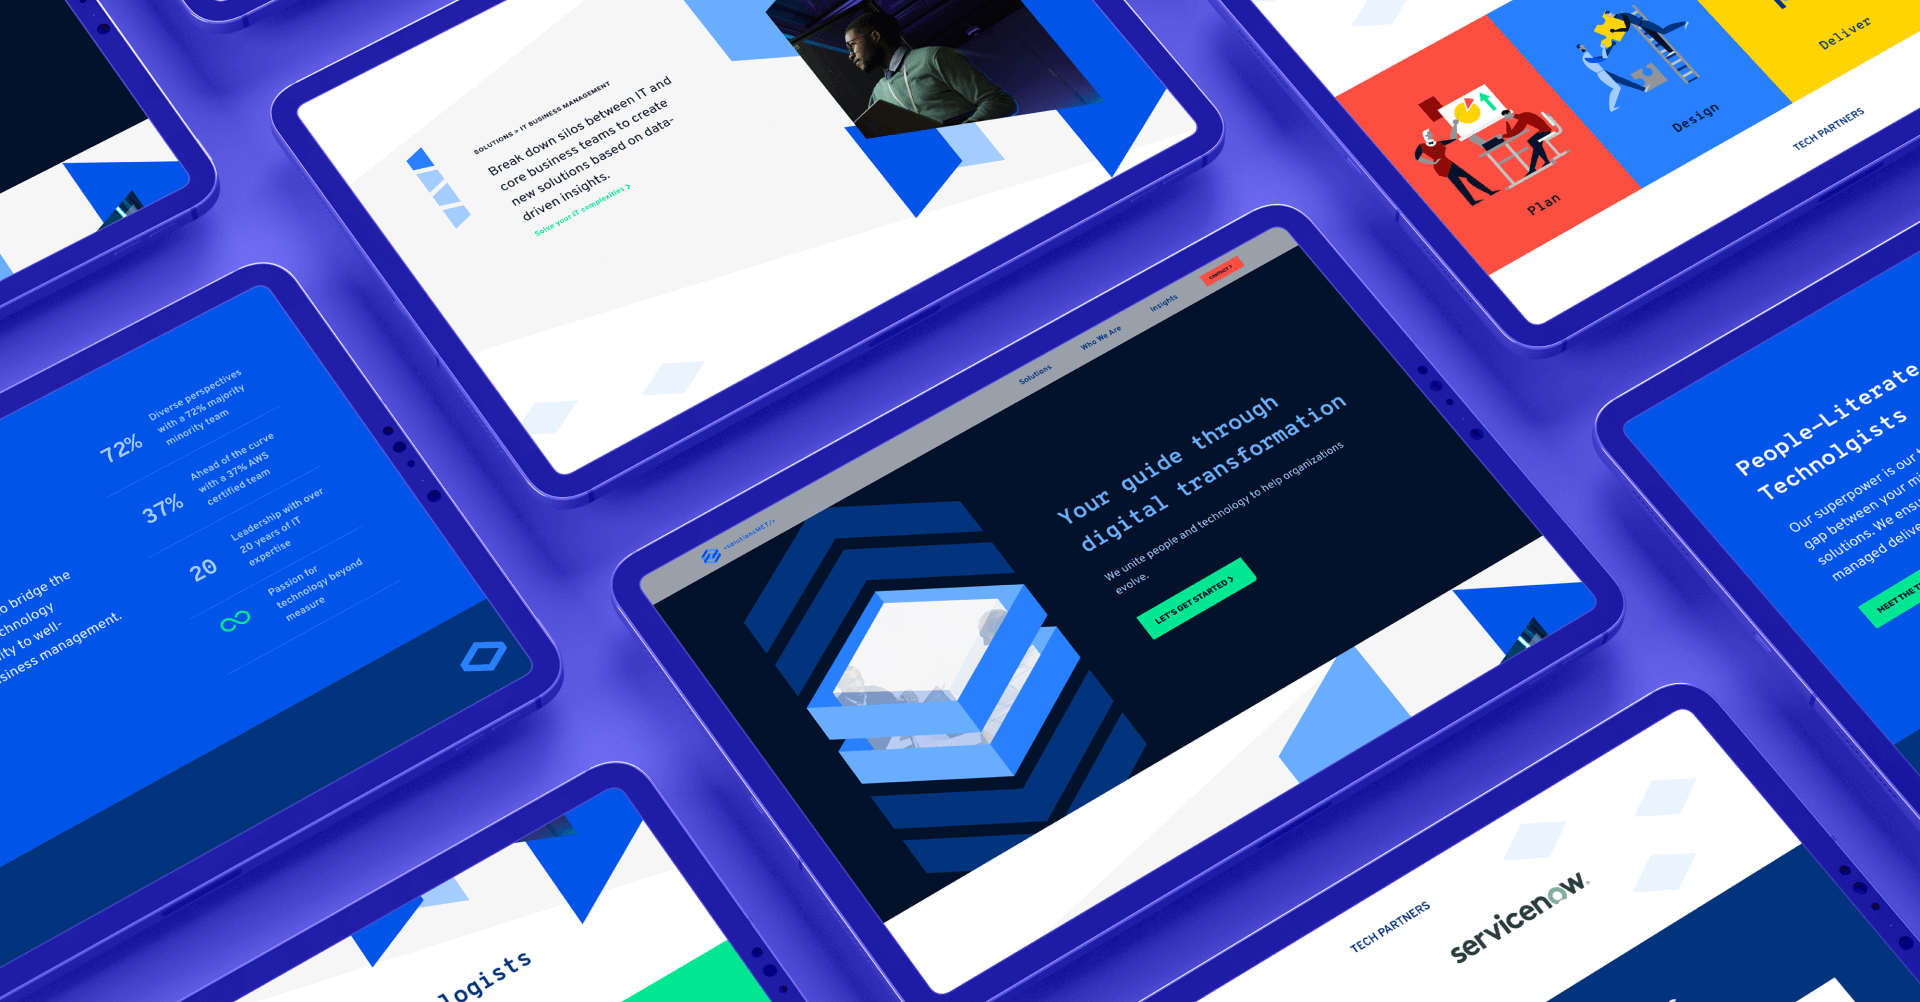 SOLUTIONS > IT BUSINESS MANAGEMENT
Break down silos between IT and
core business teams to create
new solutions based on data-
driven insights.
Solve your IT complexities >
Plan
Design
Deliver
TECH PARTNERS
72%
Diverse perspectives
with a 72% majority
minority team
37%
Ahead of the curve
with a 37% AWS
certified team
20
Leadership with over
20 years of IT
expertise
Passion for
technology beyond
measure
o bridge the
chnology
ity to well-
siness management.
<solutionsNET/>
Solutions
Who We Are
Insights
CONTACT >
Your guide through
digital transformation
We unite people and technology to help organizations
evolve.
LET'S GET STARTED >
People-Literate
Technolgists
Our superpower is our
gap between your mi
solutions. We ensu
managed delive
MEET THE T
logists
TECH PARTNERS
servicenow.